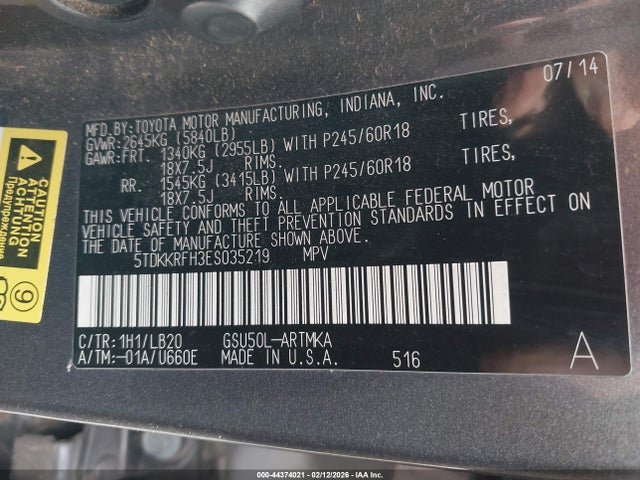 07/14
MFD.BY:TOYOTA MOTOR MANUFACTURING, INDIANA, INC.
GVWR:2645KG (5840LB)
GAWR:FRT. 1340KG (2955LB) WITH P245/60R18 TIRES,
18X7.5J RIMS.
RR. 1545KG (3415LB) WITH P245/60R18 TIRES,
18X7.5J RIMS.
THIS VEHICLE CONFORMS TO ALL APPLICABLE FEDERAL MOTOR
VEHICLE SAFETY AND THEFT PREVENTION STANDARDS IN EFFECT ON
THE DATE OF MANUFACTURE SHOWN ABOVE.
5TDKKRFH3ES035219 MPV
C/TR:1H1/LB20 GSU50L-ARTMKA
A/TM:-01A/U660E MADE IN U.S.A. 516 A
CAUTION
ATTENTION
ACHTUNG
Предупреждение
9
000-44374021 - 02/12/2026 - IAA Inc.